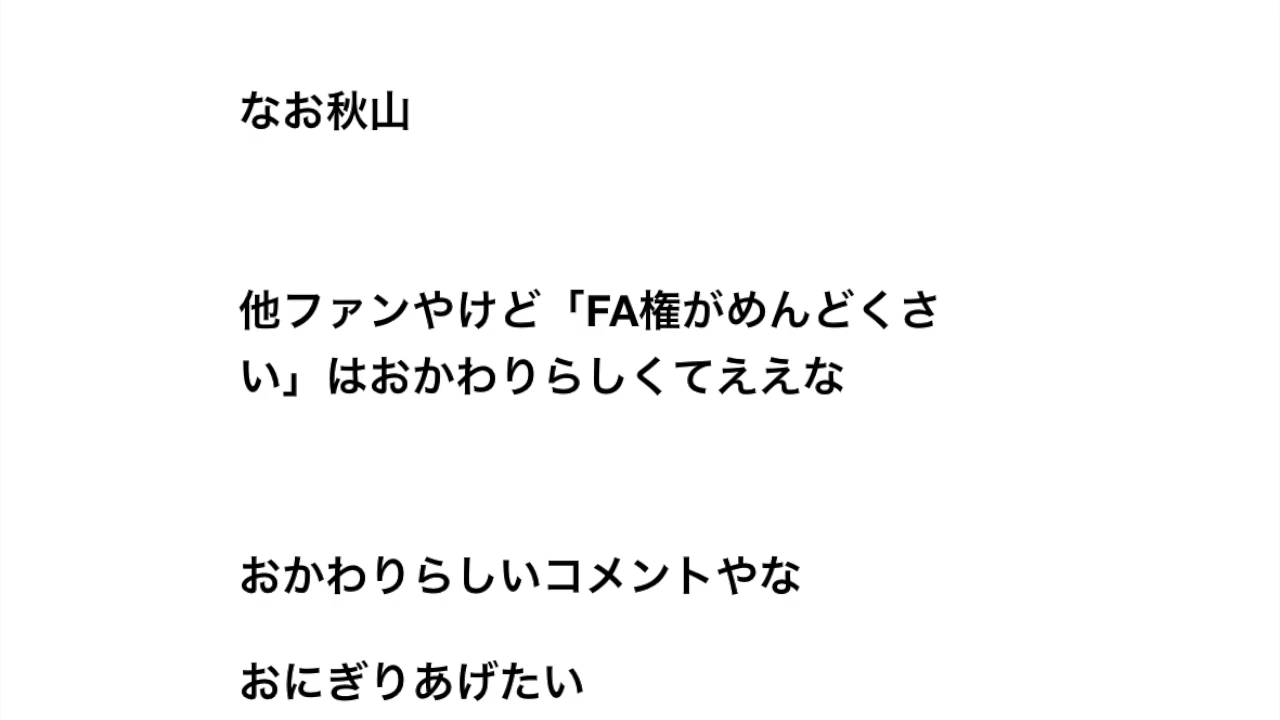 なお秋山
他ファンやけど「FA権がめんどくさ
い」はおかわりらしくてええな
おかわりらしいコメントやな
おにぎりあげたい